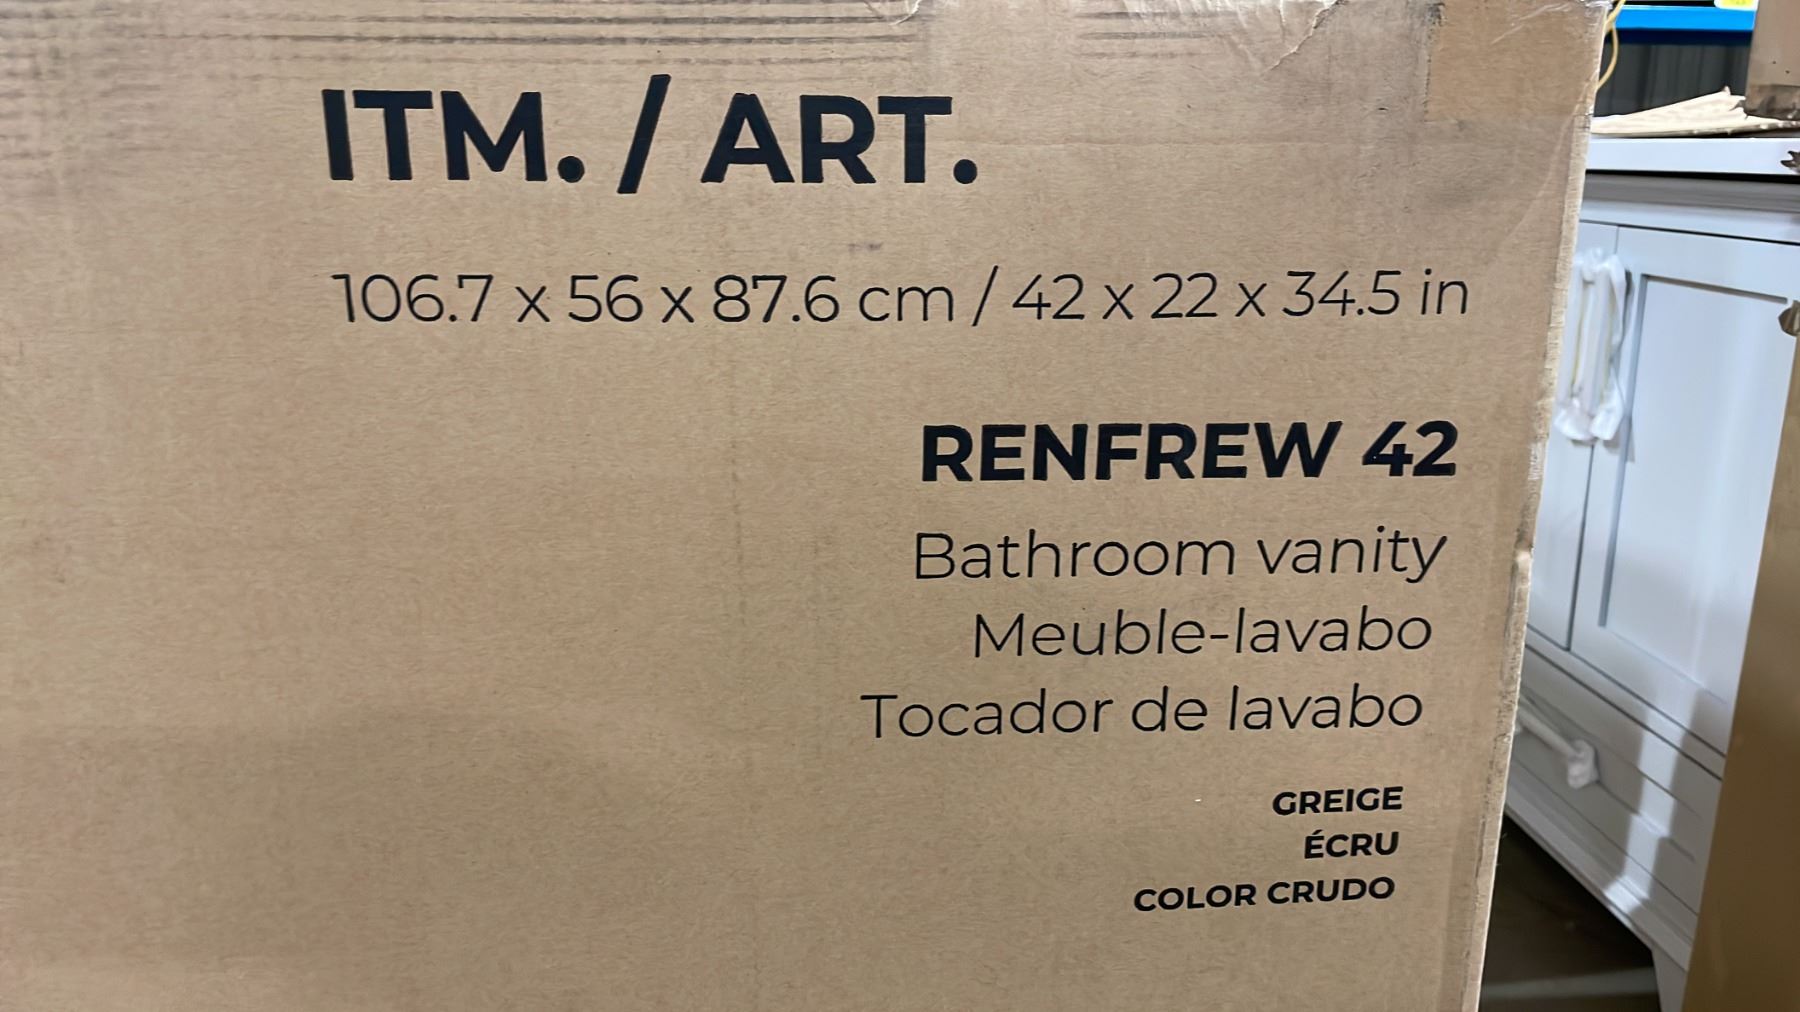 ITM. / ART.
106.7 x 56 x 87.6 cm / 42 x 22 x 34.5 in
RENFREW 42
Bathroom vanity
Meuble-lavabo
Tocador de lavabo
GREIGE
ÉCRU
COLOR CRUDO